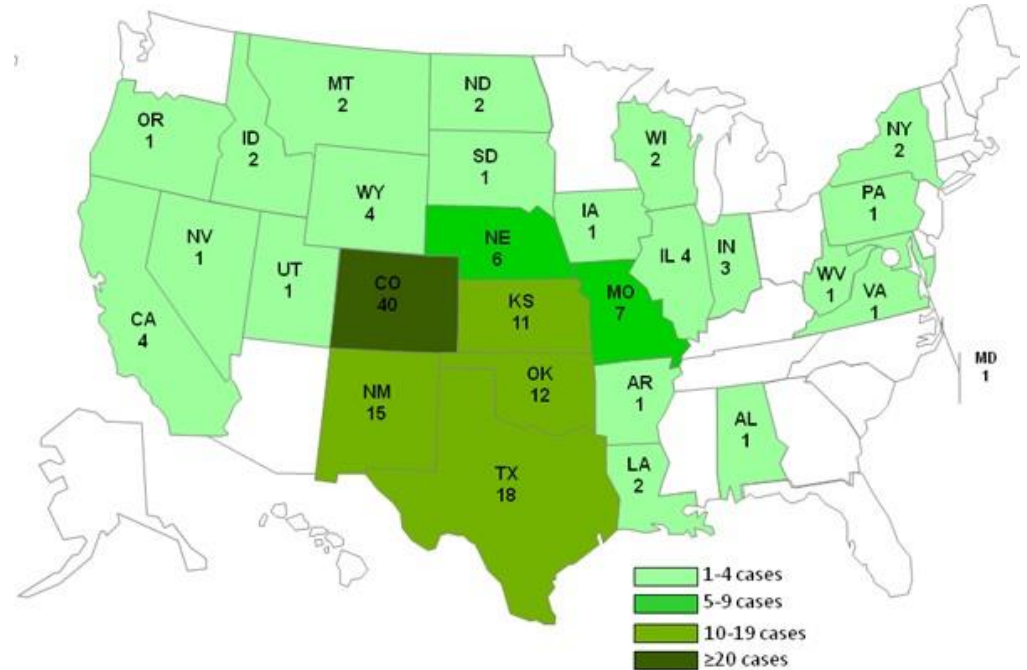 MT
2
ND
2
OR
1
ID
2
WI
2
NY
2
SD
1
WY
4
PA
1
IA
1
NE
6
NV
1
IL 4
IN
3
UT
1
CO
40
WV
1
MO
7
VA
1
KS
11
CA
4
MD
1
OK
12
NM
15
AR
1
AL
1
LA
2
TX
18
1-4 cases
5-9 cases
10-19 cases
≥20 cases